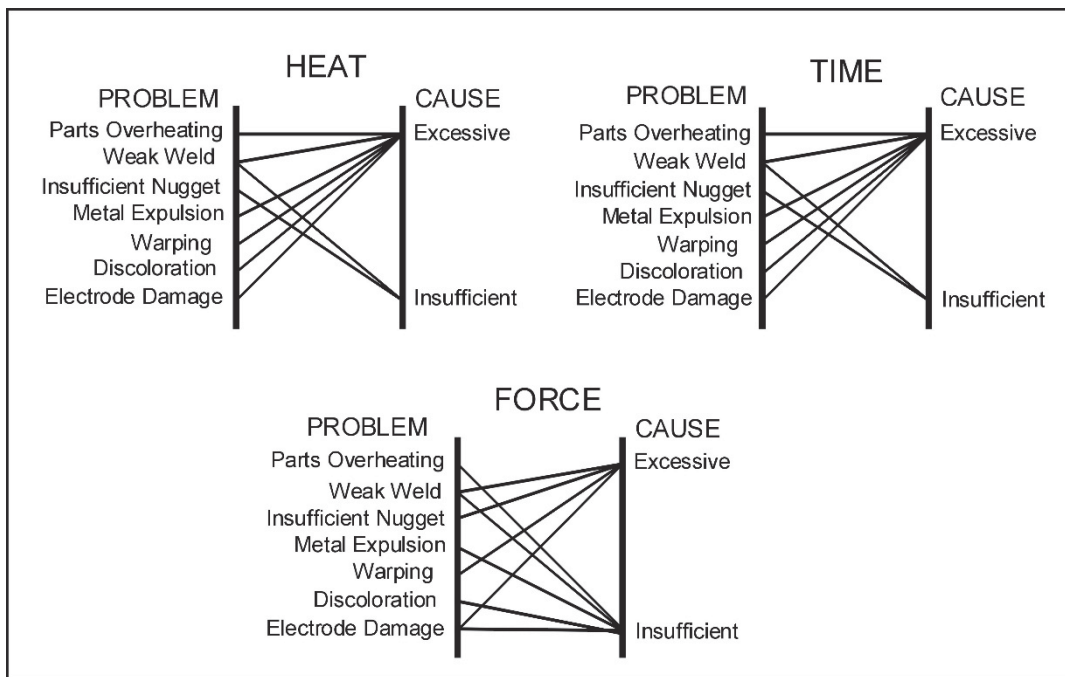 HEAT
PROBLEM CAUSE
Parts Overheating Excessive
Weak Weld
Insufficient Nugget
Metal Expulsion
Warping
Discoloration
Electrode Damage Insufficient
TIME
PROBLEM CAUSE
Parts Overheating Excessive
Weak Weld
Insufficient Nugget
Metal Expulsion
Warping
Discoloration
Electrode Damage Insufficient
FORCE
PROBLEM CAUSE
Parts Overheating Excessive
Weak Weld
Insufficient Nugget
Metal Expulsion
Warping
Discoloration
Electrode Damage Insufficient